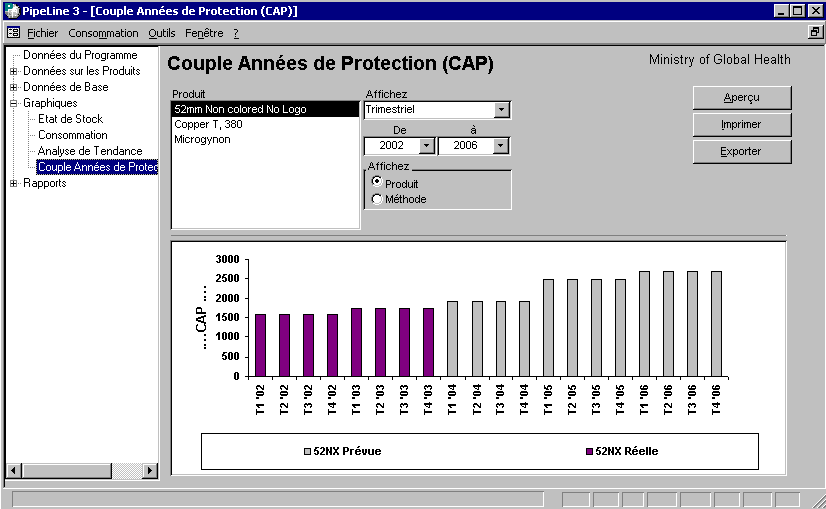 PipeLine 3 - [Couple Années de Protection (CAP)]
Fichier Consommation Outils Fenêtre ?
Données du Programme
Données sur les Produits
Données de Base
Graphiques
Etat de Stock
Consommation
Analyse de Tendance
Couple Années de Protec
Rapports
Couple Années de Protection (CAP)
Ministry of Global Health
Produit
52mm Non colored No Logo
Copper T, 380
Microgynon
Affichez
Trimestriel
De à
2002 2006
Affichez
Produit
Méthode
Aperçu
Imprimer
Exporter
3000
2500
2000
1500
1000
500
0
....CAP ....
T1 '02 T2 '02 T3 '02 T4 '02 T1 '03 T2 '03 T3 '03 T4 '03 T1 '04 T2 '04 T3 '04 T4 '04 T1 '05 T2 '05 T3 '05 T4 '05 T1 '06 T2 '06 T3 '06 T4 '06
52NX Prévue 52NX Réelle